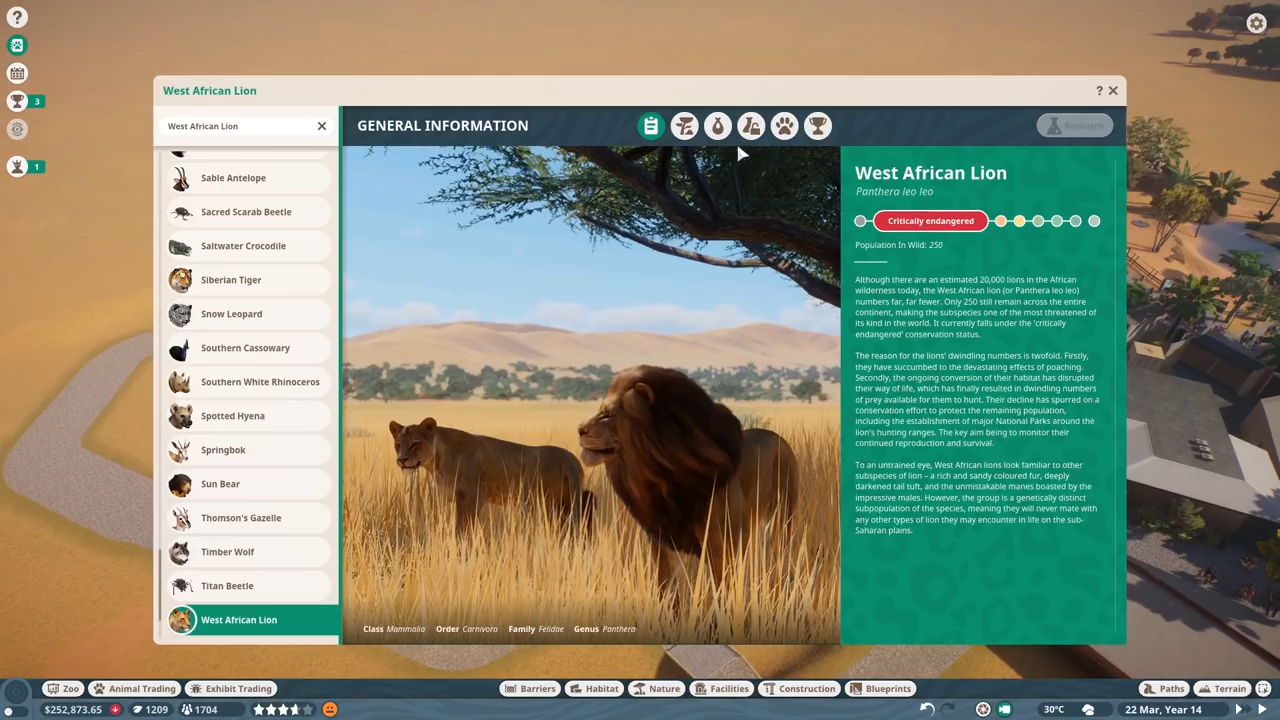 ?
3
1
West African Lion
?
West African Lion
Sable Antelope
Sacred Scarab Beetle
Saltwater Crocodile
Siberian Tiger
Snow Leopard
Southern Cassowary
Southern White Rhinoceros
Spotted Hyena
Springbok
Sun Bear
Thomson's Gazelle
Timber Wolf
Titan Beetle
West African Lion
GENERAL INFORMATION
Research
Class Mammalia Order Carnivora Family Felidae Genus Panthera
West African Lion
Panthera leo leo
Critically endangered
Population In Wild: 250
Although there are an estimated 20,000 lions in the African
wilderness today, the West African lion (or Panthera leo leo)
numbers far, far fewer. Only 250 still remain across the entire
continent, making the subspecies one of the most threatened of
its kind in the world. It currently falls under the 'critically
endangered' conservation status.
The reason for the lions' dwindling numbers is twofold. Firstly,
they have succumbed to the devastating effects of poaching.
Secondly, the ongoing conversion of their habitat has disrupted
their way of life, which has finally resulted in dwindling numbers
of prey available for them to hunt. Their decline has spurred on a
conservation effort to protect the remaining population,
including the establishment of major National Parks around the
lion's hunting ranges. The key aim being to monitor their
continued reproduction and survival.
To an untrained eye, West African lions look familiar to other
subspecies of lion – a rich and sandy coloured fur, deeply
darkened tail tuft, and the unmistakable manes boasted by the
impressive males. However, the group is a genetically distinct
subpopulation of the species, meaning they will never mate with
any other types of lion they may encounter in life on the sub-
Saharan plains.
Zoo Animal Trading Exhibit Trading Barriers Habitat Nature Facilities Construction Blueprints Paths Terrain
$252,873.65 1209 1704 30°C 22 Mar, Year 14